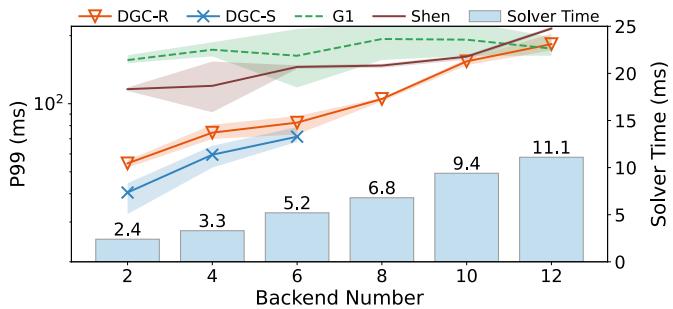 DGC-R DGC-S G1 Shen Solver Time
P99 (ms)
10²
2.4 3.3 5.2 6.8 9.4 11.1
25
20
15
10
5
0
Solver Time (ms)
2 4 6 8 10 12
Backend Number